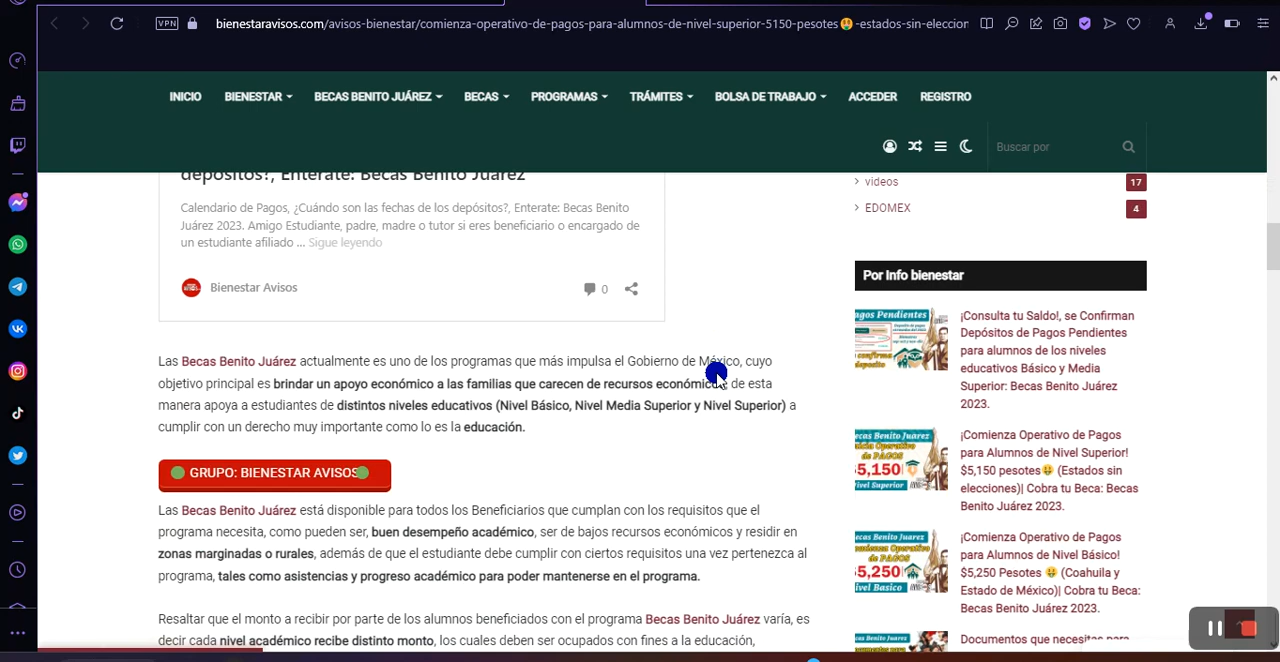 VPN
bienestaravisos.com/avisos-bienestar/comienza-operativo-de-pagos-para-alumnos-de-nivel-superior-5150-pesotes🤑-estados-sin-eleccion
INICIO BIENESTAR BECAS BENITO JUÁREZ BECAS PROGRAMAS TRÁMITES BOLSA DE TRABAJO ACCEDER REGISTRO
Buscar por
depósitos?, Entérate: Becas Benito Juárez
Calendario de Pagos, ¿Cuándo son las fechas de los depósitos?, Enterate: Becas Benito
Juárez 2023. Amigo Estudiante, padre, madre o tutor si eres beneficiario o encargado de
un estudiante afiliado ... Sigue leyendo
Bienestar Avisos
0
Las Becas Benito Juárez actualmente es uno de los programas que más impulsa el Gobierno de México, cuyo
objetivo principal es brindar un apoyo económico a las familias que carecen de recursos económicos, de esta
manera apoya a estudiantes de distintos niveles educativos (Nivel Básico, Nivel Media Superior y Nivel Superior) a
cumplir con un derecho muy importante como lo es la educación.
GRUPO: BIENESTAR AVISOS
Las Becas Benito Juárez está disponible para todos los Beneficiarios que cumplan con los requisitos que el
programa necesita, como pueden ser, buen desempeño académico, ser de bajos recursos económicos y residir en
zonas marginadas o rurales, además de que el estudiante debe cumplir con ciertos requisitos una vez pertenezca al
programa, tales como asistencias y progreso académico para poder mantenerse en el programa.
Resaltar que el monto a recibir por parte de los alumnos beneficiados con el programa Becas Benito Juárez varía, es
decir cada nivel académico recibe distinto monto, los cuales deben ser ocupados con fines a la educación,
> videos 17
> EDOMEX 4
Por Info bienestar
¡Consulta tu Saldo!, se Confirman
Depósitos de Pagos Pendientes
para alumnos de los niveles
educativos Básico y Media
Superior: Becas Benito Juárez
2023.
¡Comienza Operativo de Pagos
para Alumnos de Nivel Superior!
$5,150 pesotes🤑 (Estados sin
elecciones)| Cobra tu Beca: Becas
Benito Juárez 2023.
¡Comienza Operativo de Pagos
para Alumnos de Nivel Básico!
$5,250 Pesotes 🤑 (Coahuila y
Estado de México)| Cobra tu Beca:
Becas Benito Juárez 2023.
Documentos que necesitas para